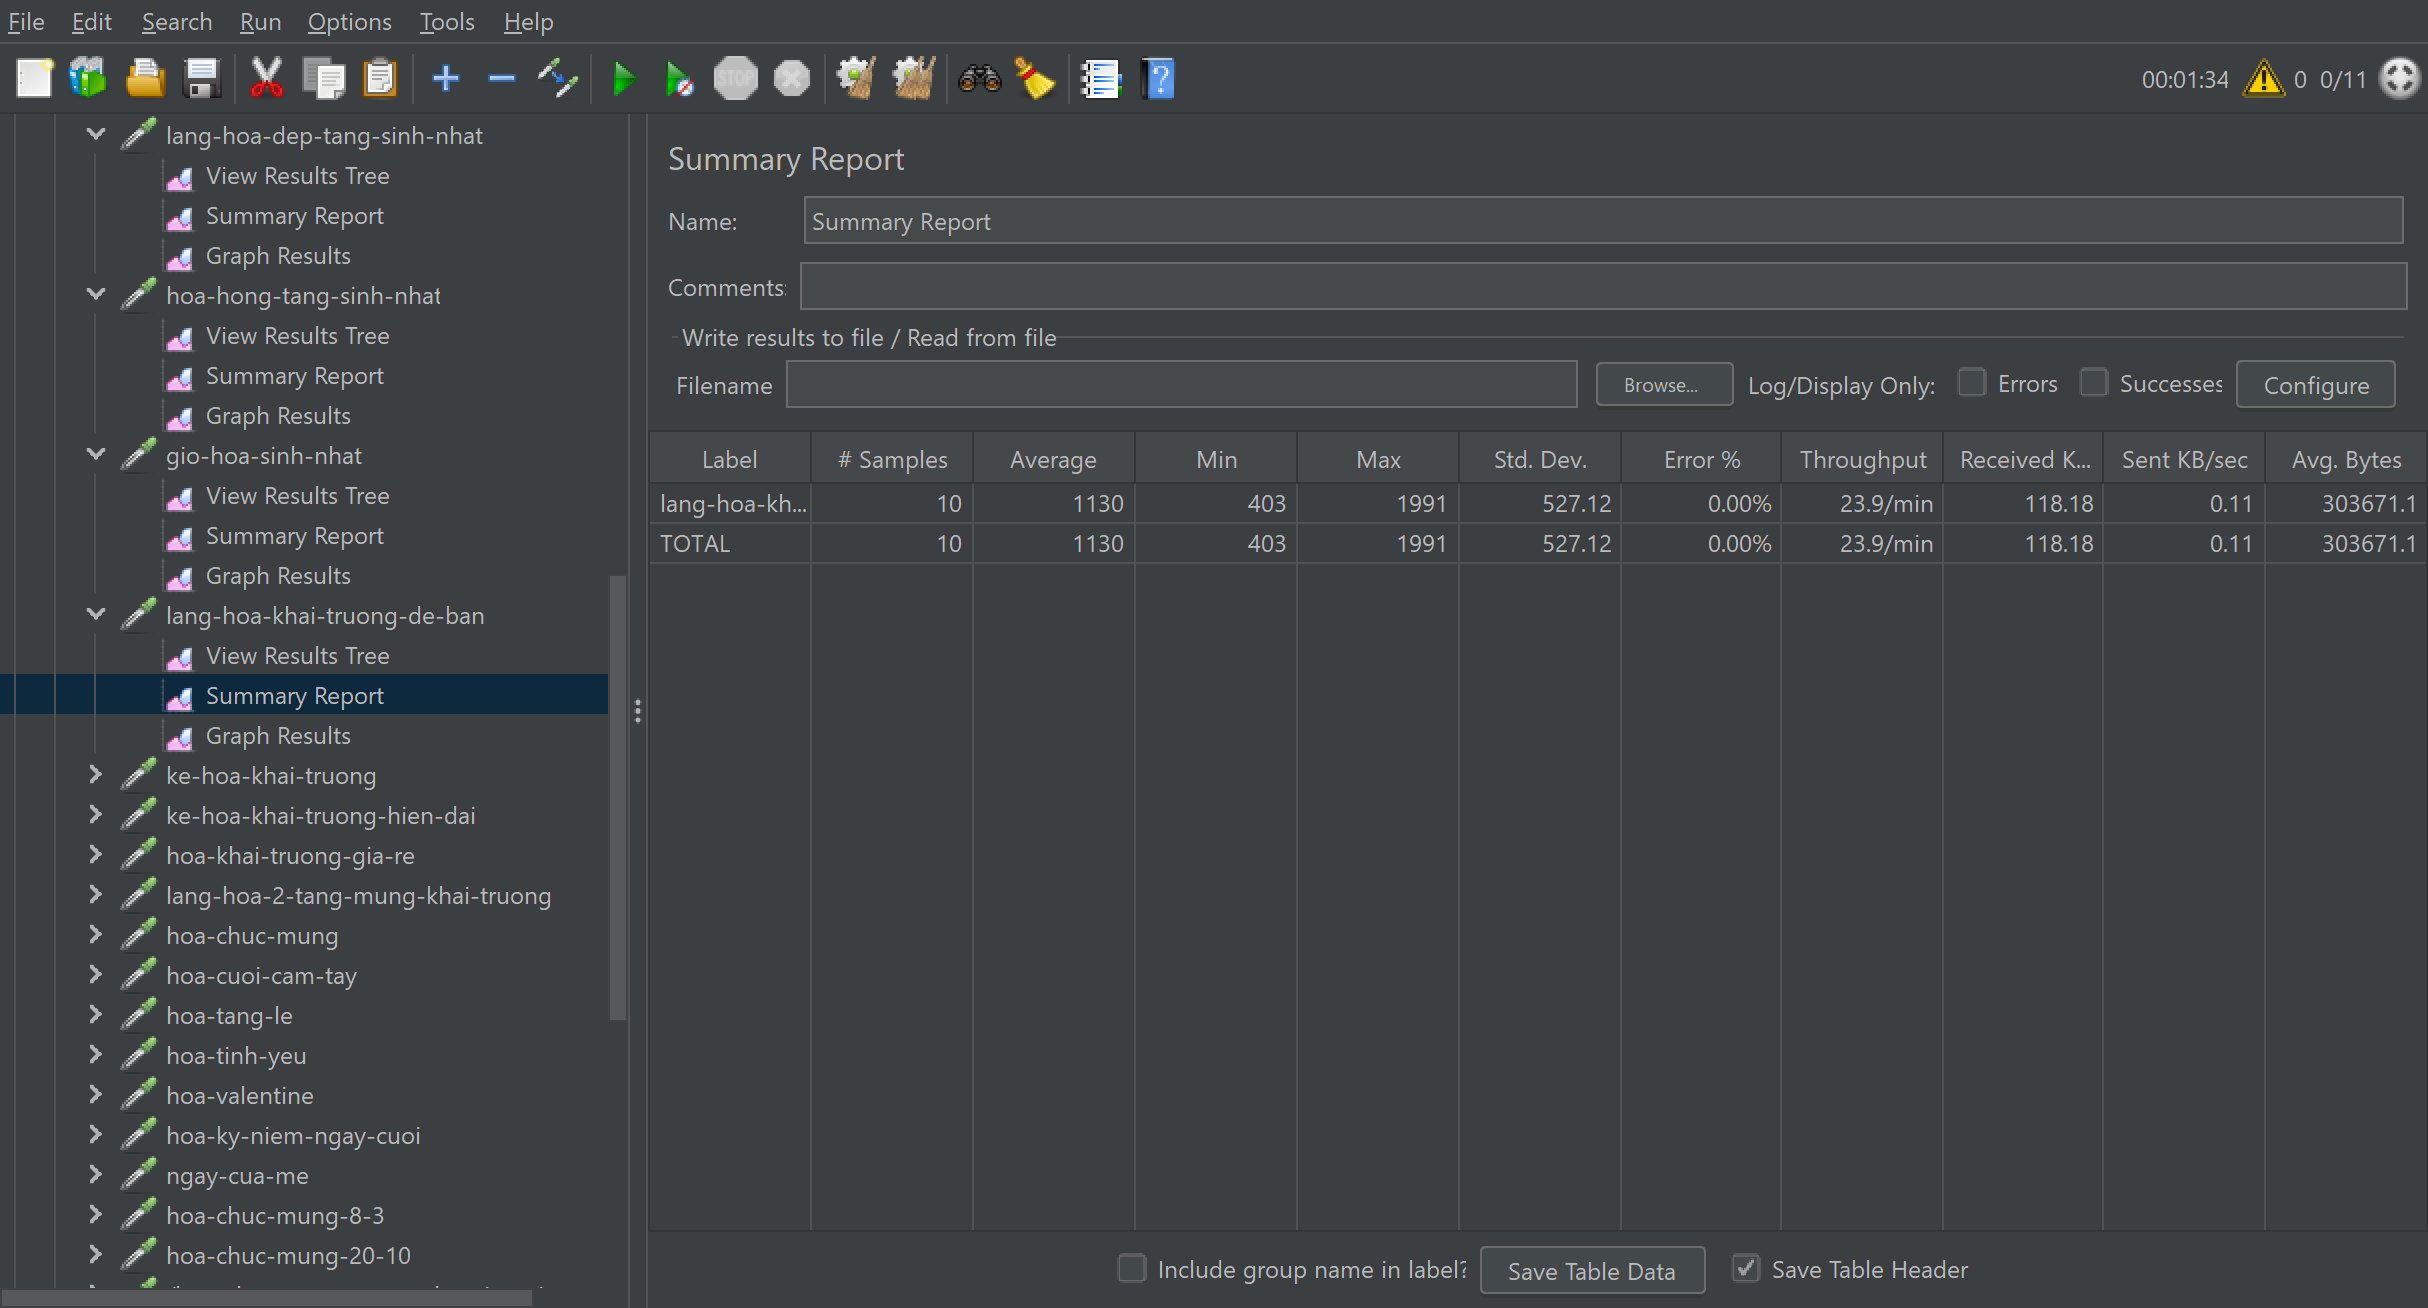 File Edit Search Run Options Tools Help
STOP ? 00:01:34 0 0/11
lang-hoa-dep-tang-sinh-nhat
View Results Tree
Summary Report
Graph Results
hoa-hong-tang-sinh-nhat
View Results Tree
Summary Report
Graph Results
gio-hoa-sinh-nhat
View Results Tree
Summary Report
Graph Results
lang-hoa-khai-truong-de-ban
View Results Tree
Summary Report
Graph Results
ke-hoa-khai-truong
ke-hoa-khai-truong-hien-dai
hoa-khai-truong-gia-re
lang-hoa-2-tang-mung-khai-truong
hoa-chuc-mung
hoa-cuoi-cam-tay
hoa-tang-le
hoa-tinh-yeu
hoa-valentine
hoa-ky-niem-ngay-cuoi
ngay-cua-me
hoa-chuc-mung-8-3
hoa-chuc-mung-20-10
Summary Report
Name: Summary Report
Comments:
Write results to file / Read from file
Filename Browse... Log/Display Only: Errors Successes Configure
Label # Samples Average Min Max Std. Dev. Error % Throughput Received K... Sent KB/sec Avg. Bytes
lang-hoa-kh... 10 1130 403 1991 527.12 0.00% 23.9/min 118.18 0.11 303671.1
TOTAL 10 1130 403 1991 527.12 0.00% 23.9/min 118.18 0.11 303671.1
Include group name in label? Save Table Data Save Table Header